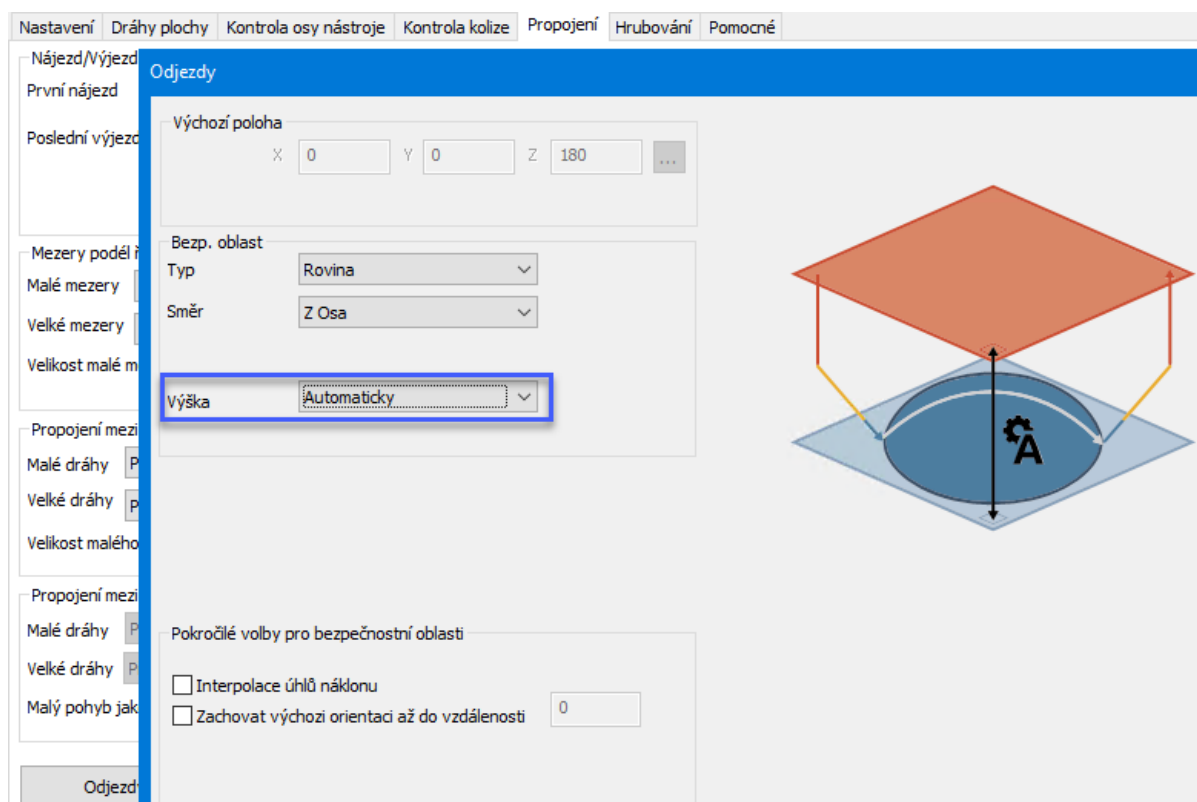 Nastavení Dráhy plochy Kontrola osy nástroje Kontrola kolize Propojení Hrubování Pomocné
Nájezd/Výjezd
První nájezd
Poslední výjezd
Mezery podél
Malé mezery
Velké mezery
Velikost malé
Propojení mezi
Malé dráhy P
Velké dráhy P
Velikost malého
Propojení mezi
Malé dráhy P
Velké dráhy P
Malý pohyb jak
Odjezdy
Odjezdy
Výchozí poloha
X 0 Y 0 Z 180 ...
Bezp. oblast
Typ Rovina
Směr Z Osa
Výška Automaticky
A
Pokročilé volby pro bezpečnostní oblasti
Interpolace úhlů náklonu
Zachovat výchozi orientaci až do vzdálenosti 0